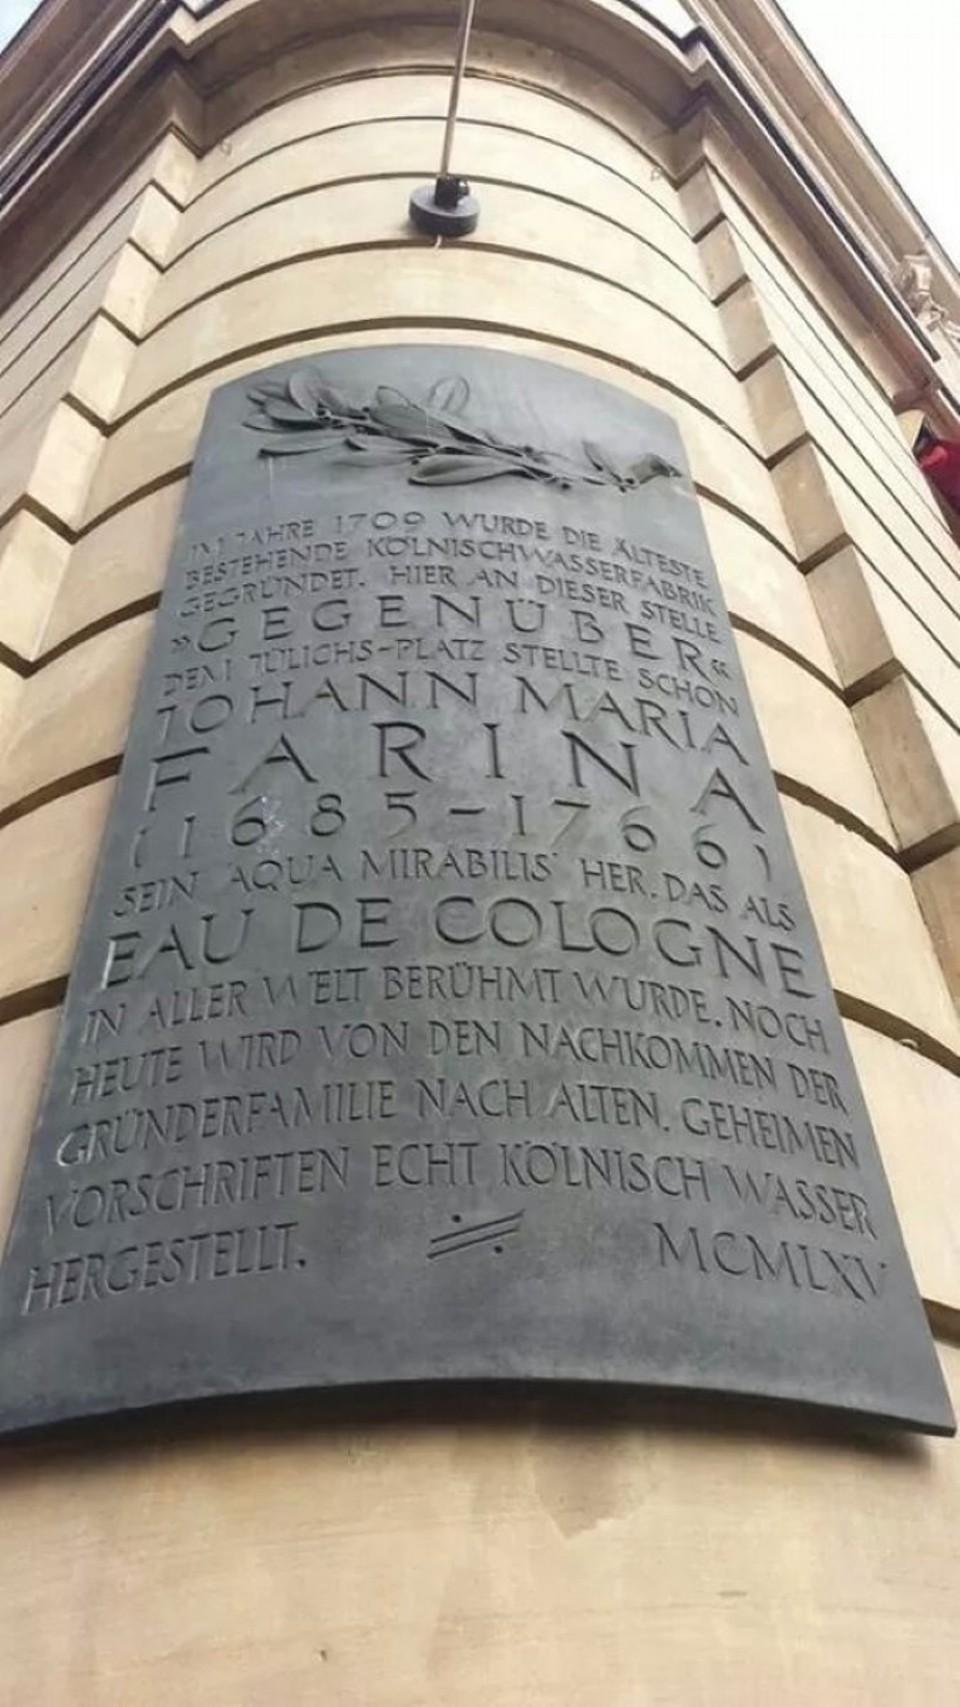 IM JAHRE 1709 WURDE DIE ÄLTESTE
BESTEHENDE KÖLNISCHWASSERFABRIK
GEGRÜNDET. HIER AN DIESER STELLE
»GEGENÜBER«
DEM JÜLICHS-PLATZ STELLTE SCHON
JOHANN MARIA
FARINA
(1685-1766)
SEIN 'AQUA MIRABILIS' HER. DAS ALS
EAU DE COLOGNE
IN ALLER WELT BERÜHMT WURDE. NOCH
HEUTE WIRD VON DEN NACHKOMMEN DER
GRÜNDERFAMILIE NACH ALTEN, GEHEIMEN
VORSCHRIFTEN ECHT KÖLNISCH WASSER
HERGESTELLT. MCMLXV